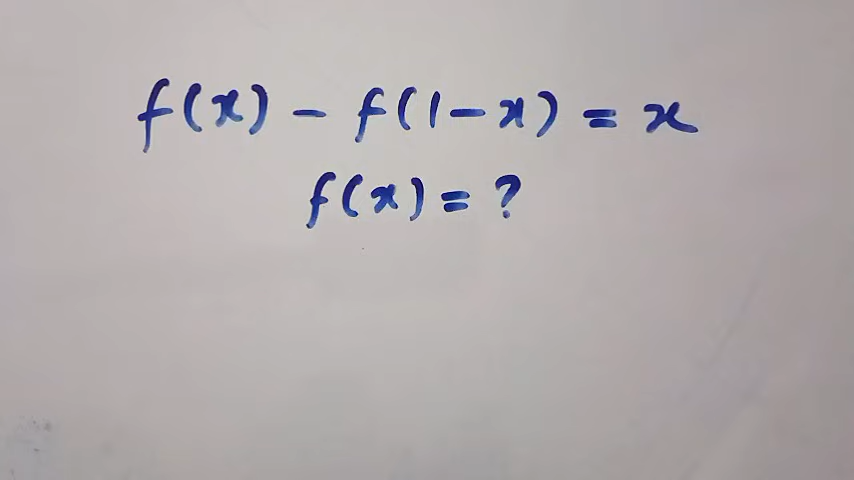 f(x) - f(1-x) = x
f(x) = ?